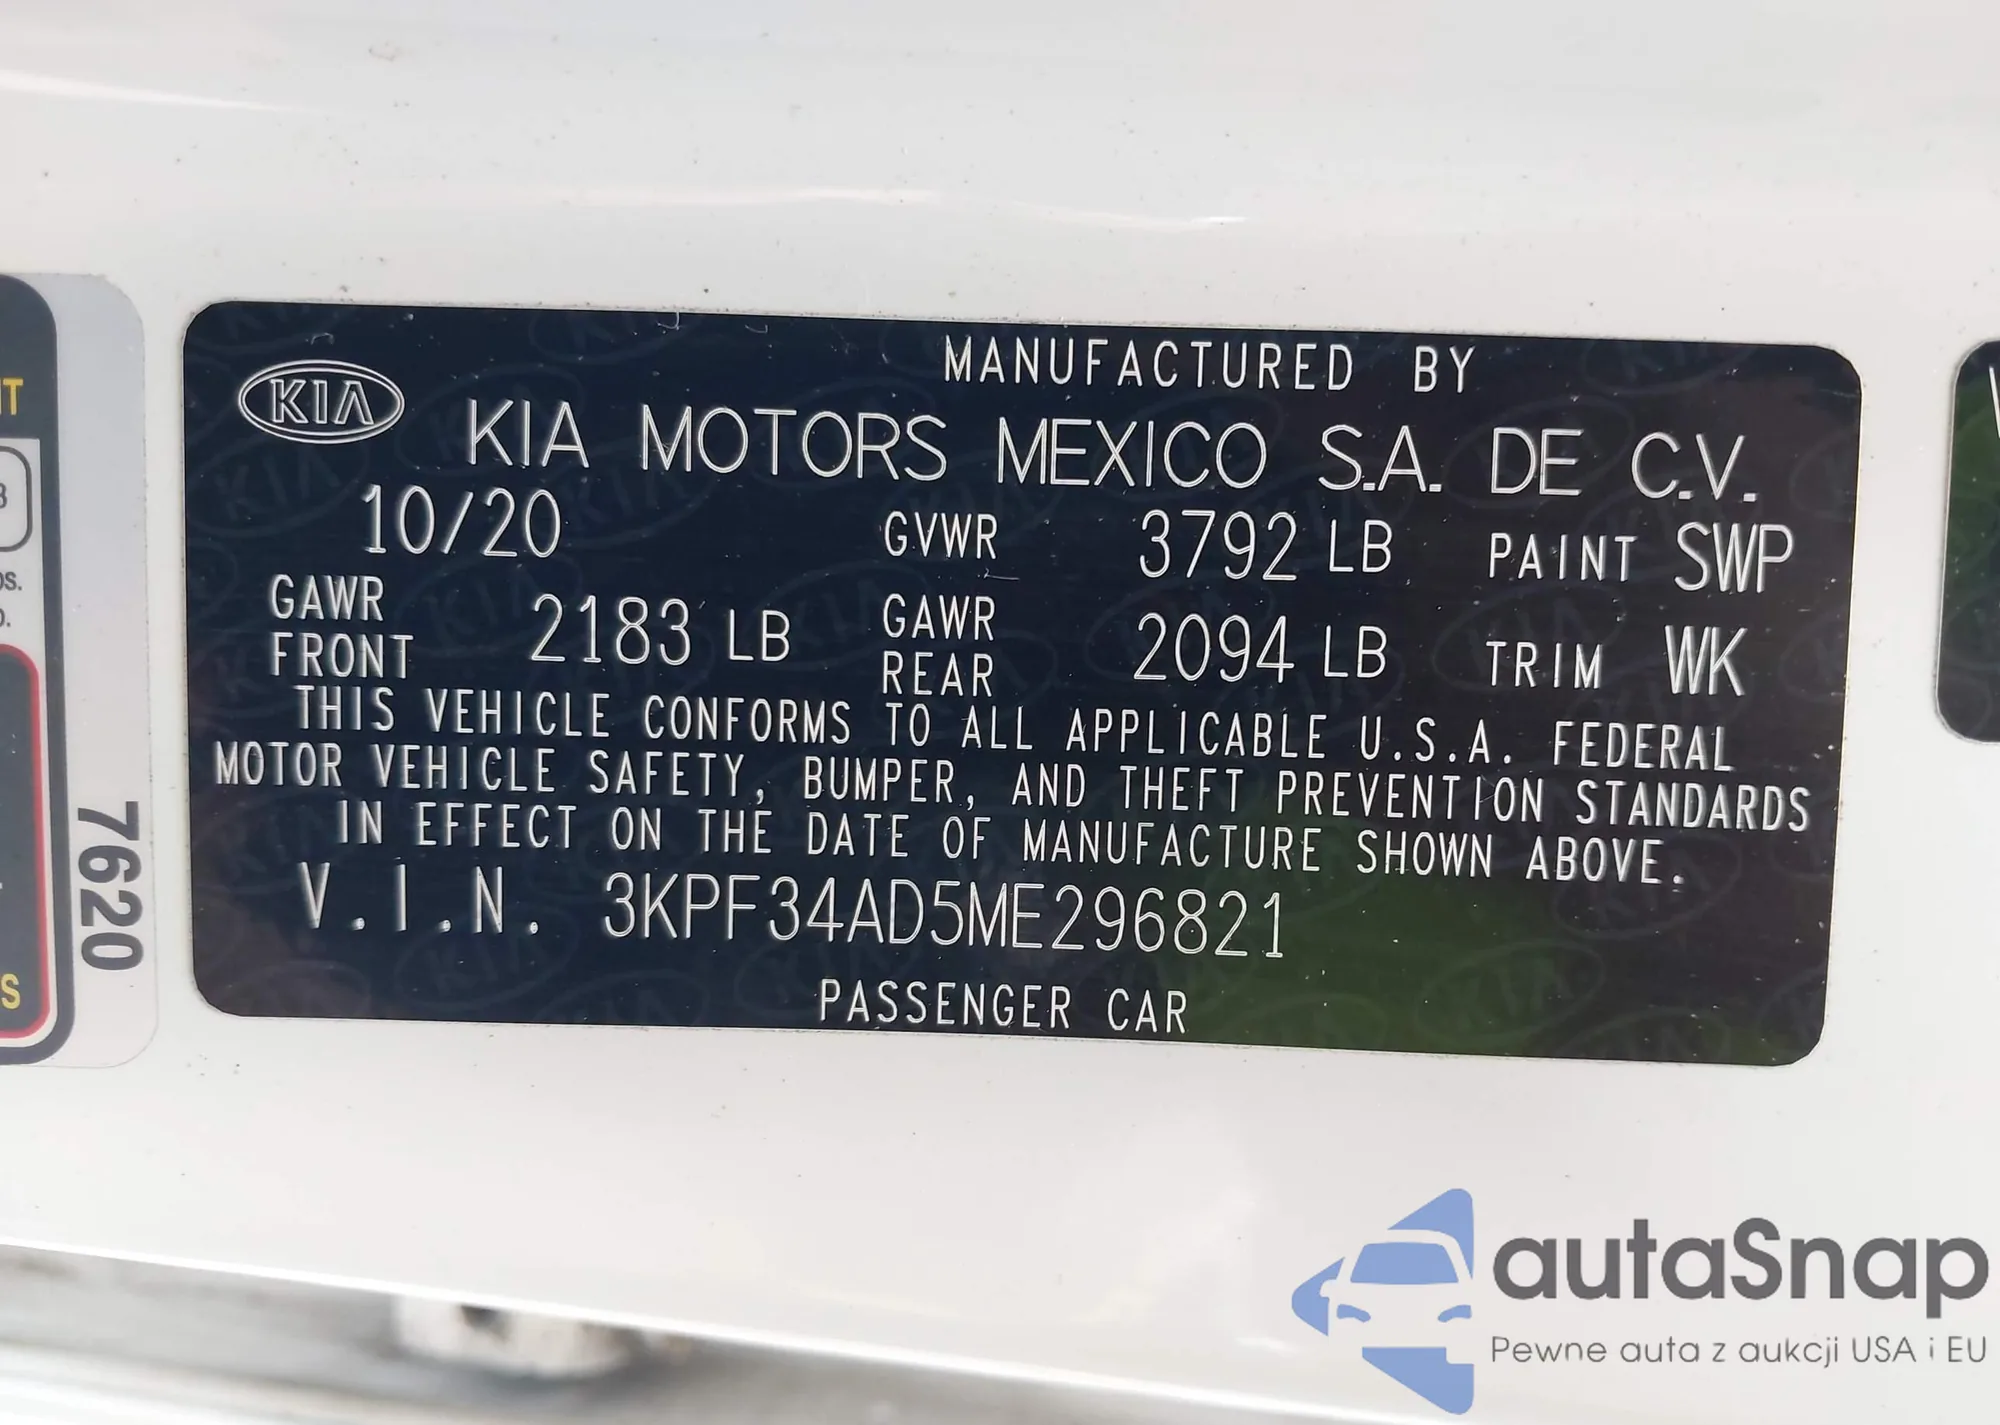 MANUFACTURED BY
KIA KIA MOTORS MEXICO S.A. DE C.V.
10/20 GVWR 3792 LB PAINT SWP
GAWR FRONT 2183 LB GAWR REAR 2094 LB TRIM WK
THIS VEHICLE CONFORMS TO ALL APPLICABLE U.S.A. FEDERAL
MOTOR VEHICLE SAFETY, BUMPER, AND THEFT PREVENTION STANDARDS
IN EFFECT ON THE DATE OF MANUFACTURE SHOWN ABOVE.
V.I.N. 3KPF34AD5ME296821
PASSENGER CAR
7620
autaSnap
Pewne auta z aukcji USA i EU